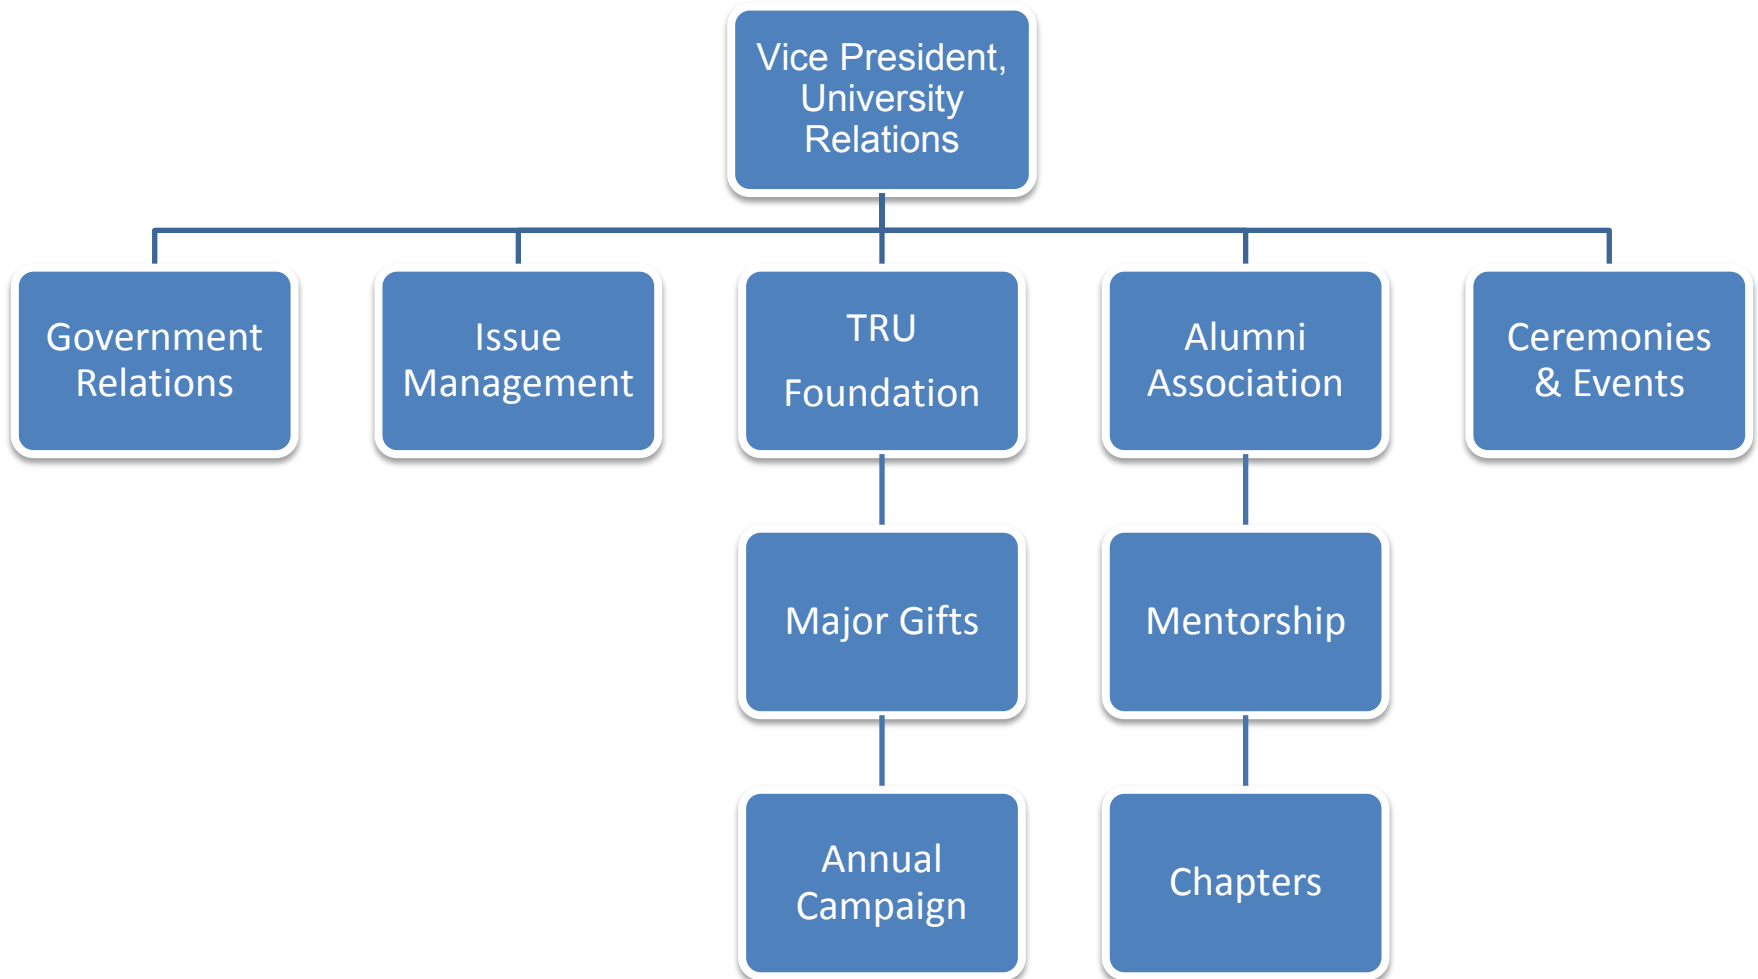 Vice President,
University
Relations
Government
Relations
Issue
Management
TRU
Foundation
Alumni
Association
Ceremonies
& Events
Major Gifts
Mentorship
Annual
Campaign
Chapters